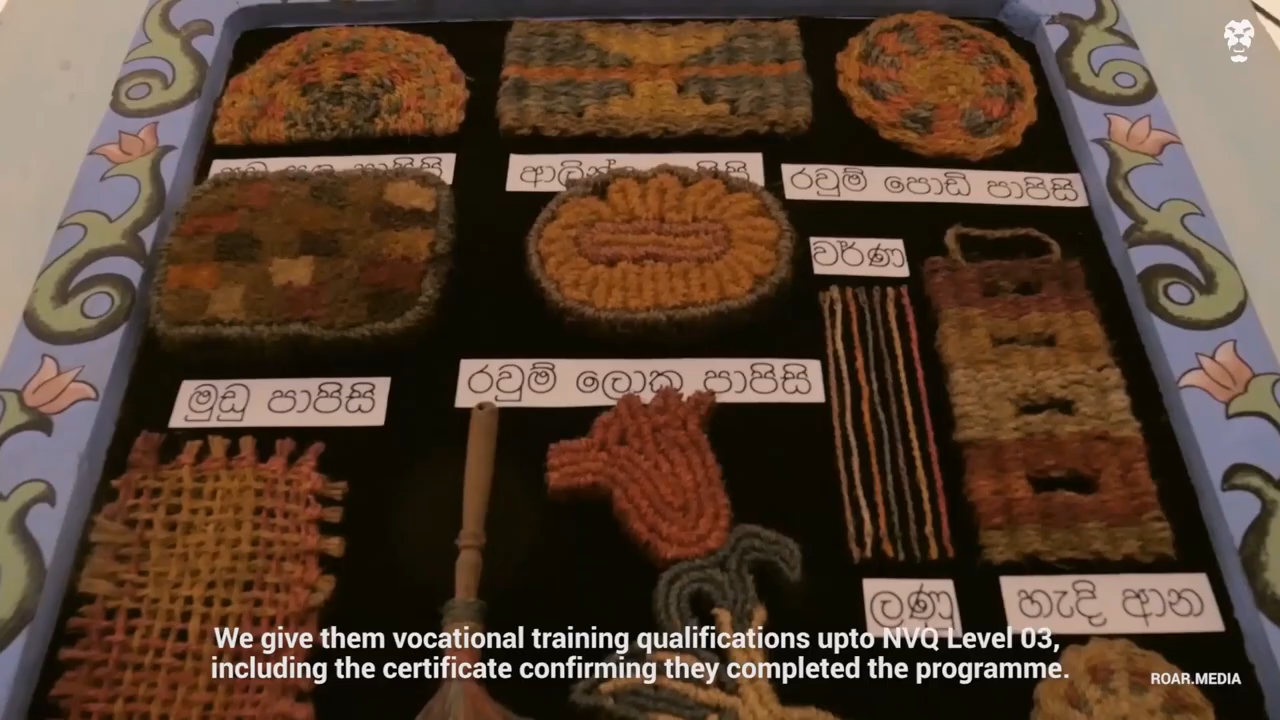 පාපිසි
රවුම් පොඩි පාපිසි
වර්ණ
මුඩු පාපිසි
රවුම් ලොකු පාපිසි
ලණු
හැඳි ආන
We give them vocational training qualifications upto NVQ Level 03,
including the certificate confirming they completed the programme.
ROAR.MEDIA